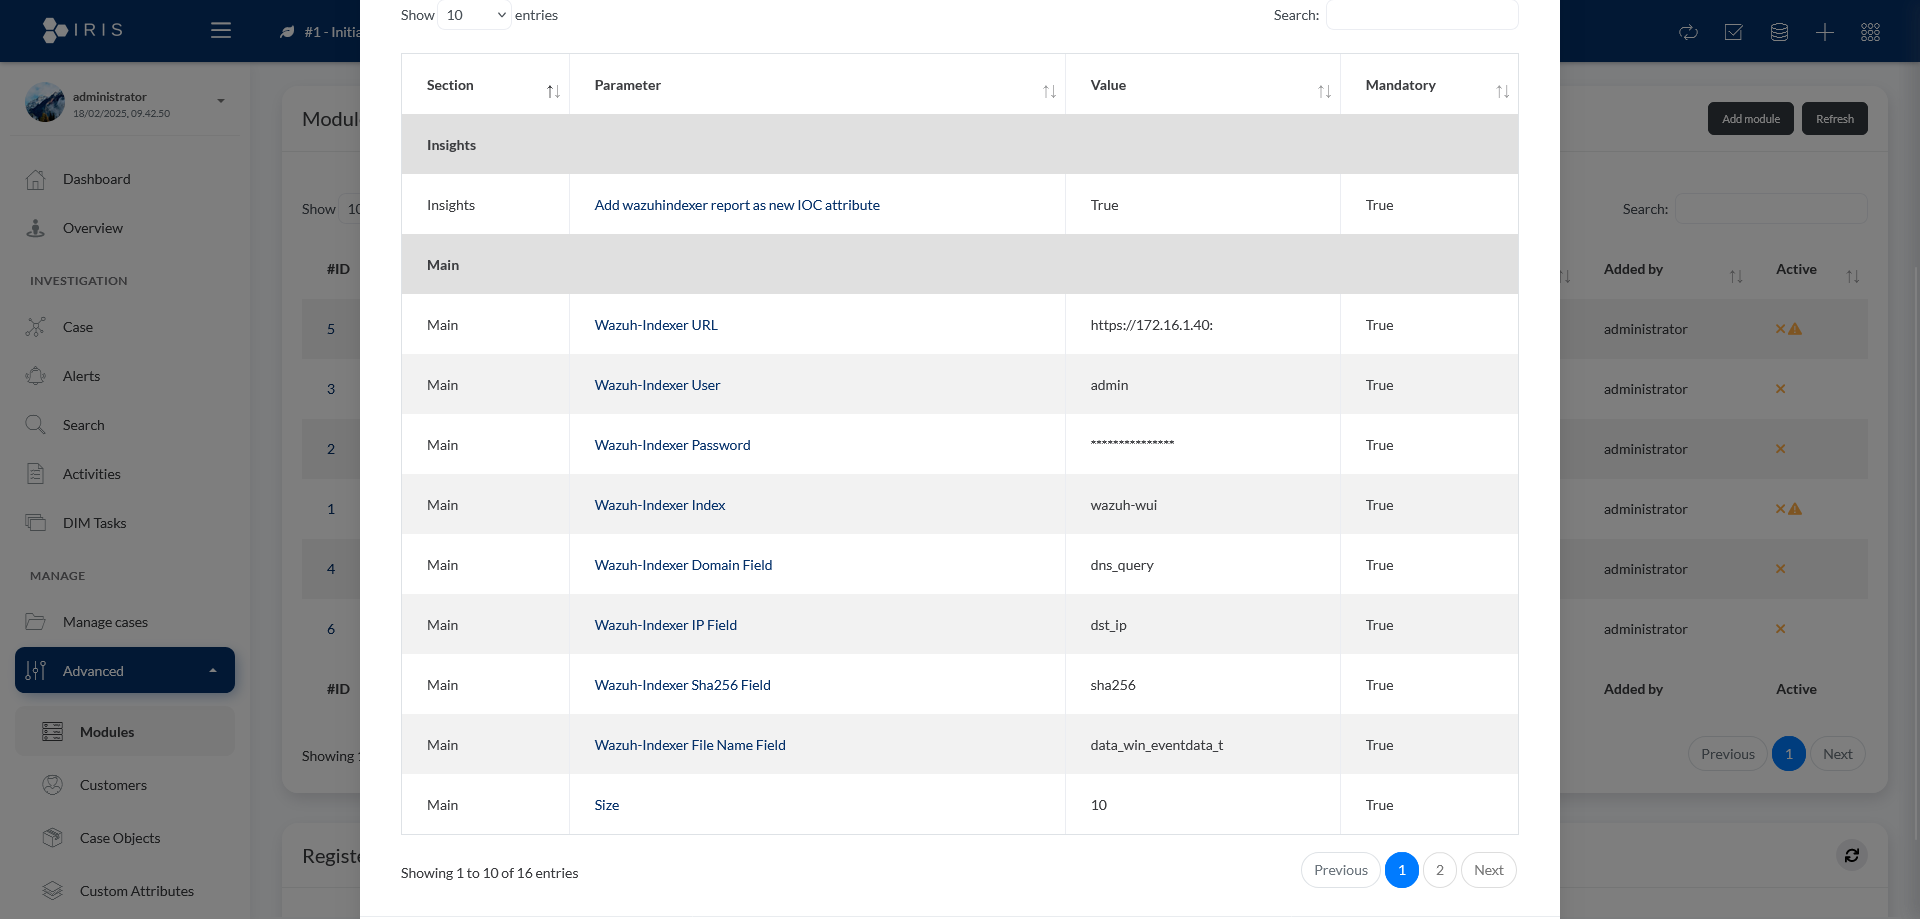 IRIS
#1 - Initia
administrator
18/02/2025, 09.42.50
Dashboard
Overview
INVESTIGATION
Case
Alerts
Search
Activities
DIM Tasks
MANAGE
Manage cases
Advanced
Modules
Customers
Case Objects
Custom Attributes
Modul
Add module
Refresh
Show 10
Search:
#ID
Added by
Active
5
administrator
3
administrator
2
administrator
1
administrator
4
administrator
6
administrator
#ID
Added by
Active
Showing 1
Previous
1
Next
Registe
Show 10 entries
Search:
Section Parameter Value Mandatory
Insights
Insights Add wazuhindexer report as new IOC attribute True True
Main
Main Wazuh-Indexer URL https://172.16.1.40: True
Main Wazuh-Indexer User admin True
Main Wazuh-Indexer Password *************** True
Main Wazuh-Indexer Index wazuh-wui True
Main Wazuh-Indexer Domain Field dns_query True
Main Wazuh-Indexer IP Field dst_ip True
Main Wazuh-Indexer Sha256 Field sha256 True
Main Wazuh-Indexer File Name Field data_win_eventdata_t True
Main Size 10 True
Showing 1 to 10 of 16 entries
Previous 1 2 Next